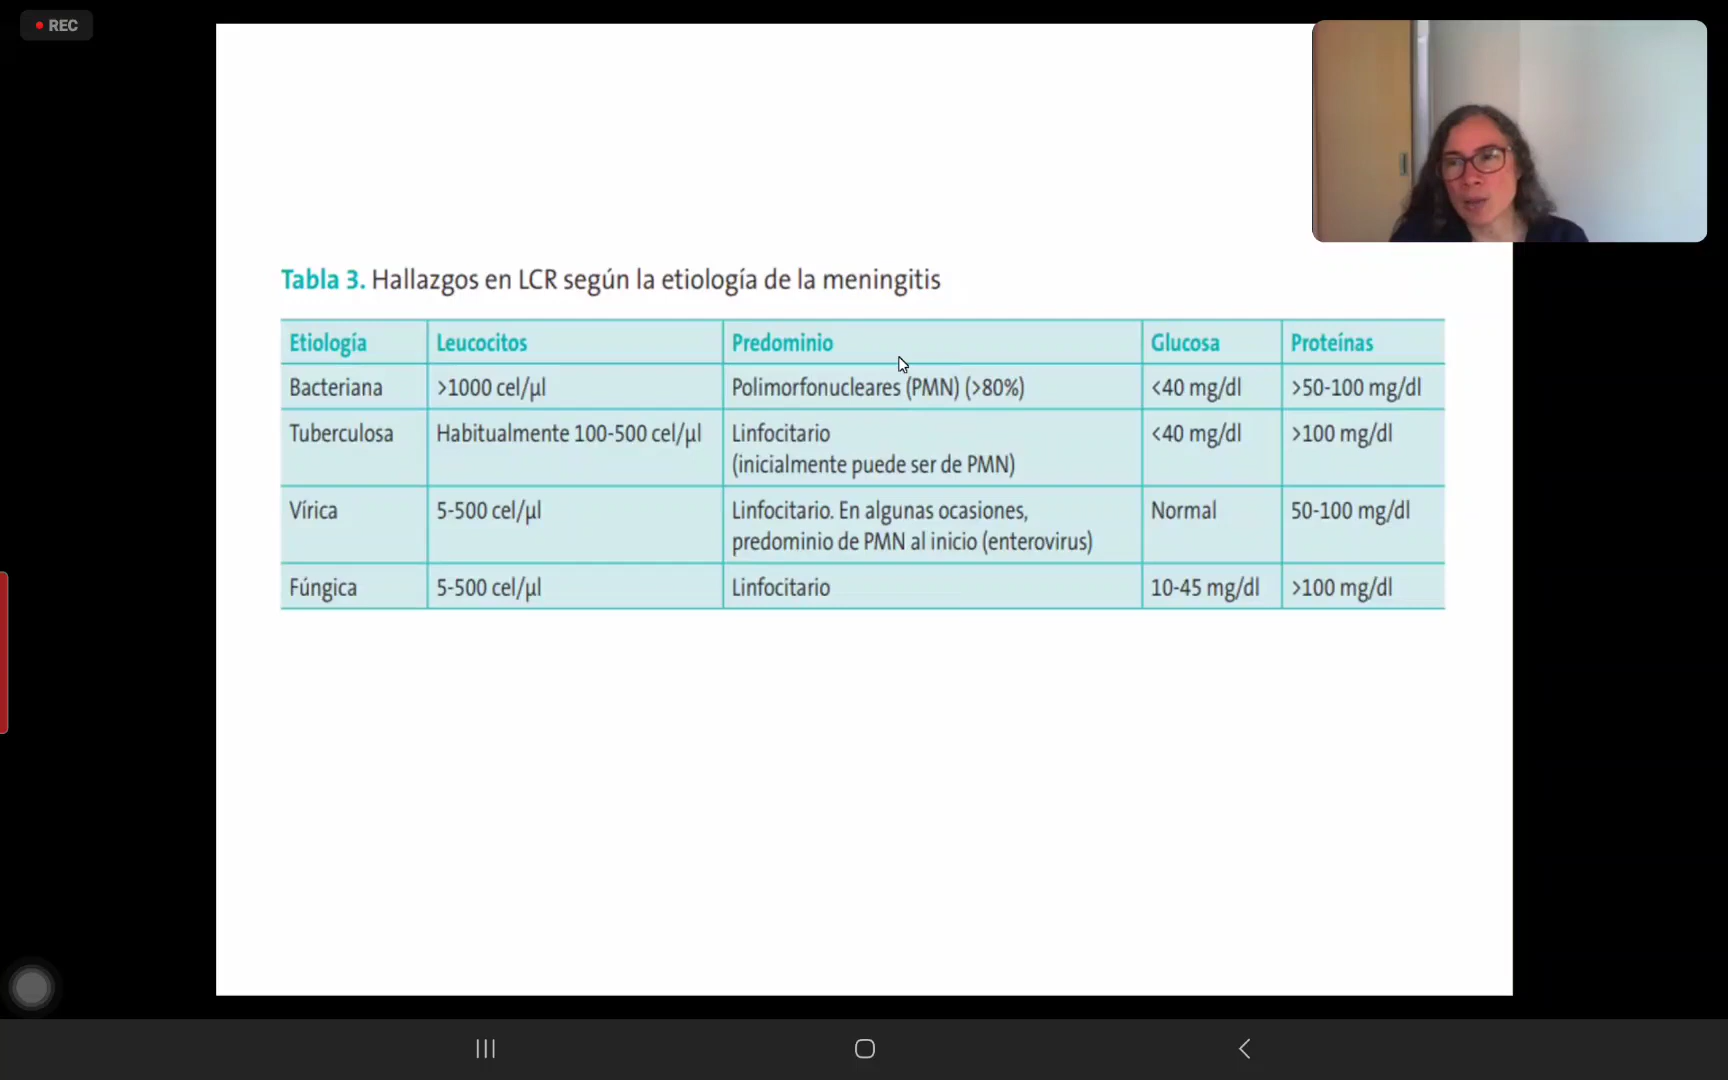 REC
Tabla 3. Hallazgos en LCR según la etiología de la meningitis
Etiología Leucocitos Predominio Glucosa Proteínas
Bacteriana >1000 cel/µl Polimorfonucleares (PMN) (>80%) <40 mg/dl >50-100 mg/dl
Tuberculosa Habitualmente 100-500 cel/µl Linfocitario <40 mg/dl >100 mg/dl
(inicialmente puede ser de PMN)
Vírica 5-500 cel/µl Linfocitario. En algunas ocasiones, Normal 50-100 mg/dl
predominio de PMN al inicio (enterovirus)
Fúngica 5-500 cel/µl Linfocitario 10-45 mg/dl >100 mg/dl